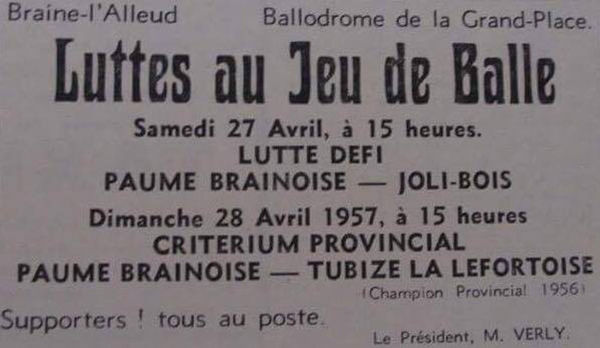 Braine-l'Alleud Ballodrome de la Grand-Place.
Luttes au Jeu de Balle
Samedi 27 Avril, à 15 heures.
LUTTE DEFI
PAUME BRAINOISE — JOLI-BOIS
Dimanche 28 Avril 1957, à 15 heures
CRITERIUM PROVINCIAL
PAUME BRAINOISE — TUBIZE LA LEFORTOISE
(Champion Provincial 1956)
Supporters ! tous au poste.
Le Président, M. VERLY.